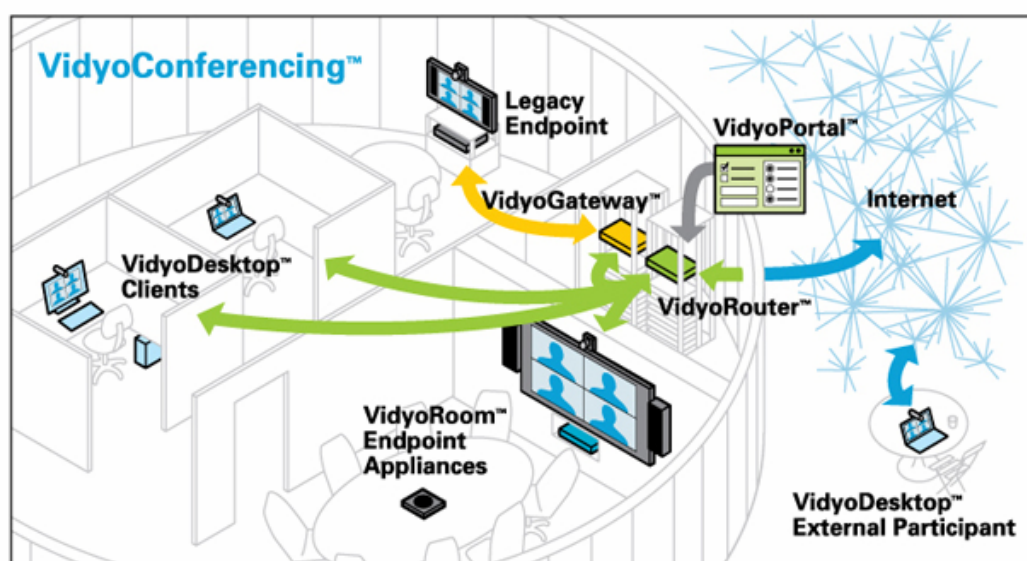 VidyoConferencing™
Legacy
Endpoint
VidyoPortal™
VidyoGateway™
Internet
VidyoDesktop™
Clients
VidyoRouter™
VidyoRoom™
Endpoint
Appliances
VidyoDesktop™
External Participant